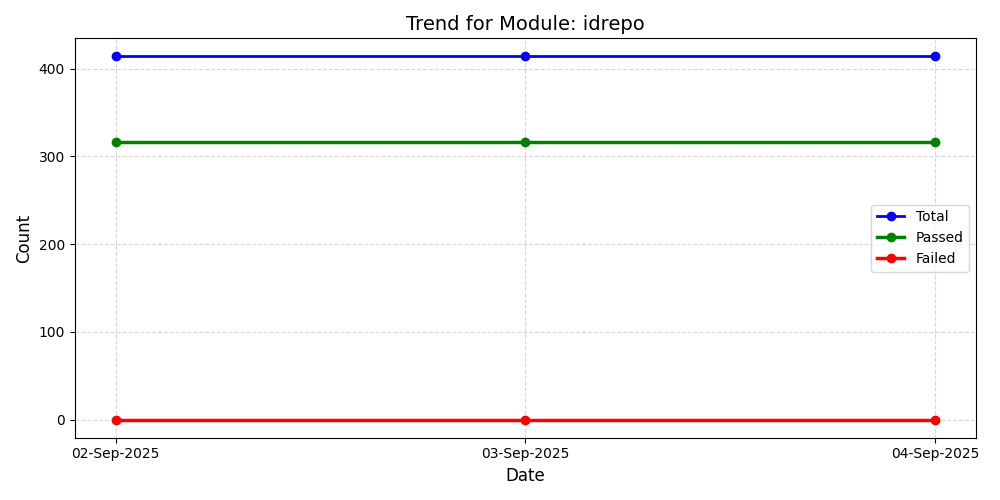 Trend for Module: idrepo
Count
400
300
200
100
0
Total
Passed
Failed
02-Sep-2025
03-Sep-2025
04-Sep-2025
Date